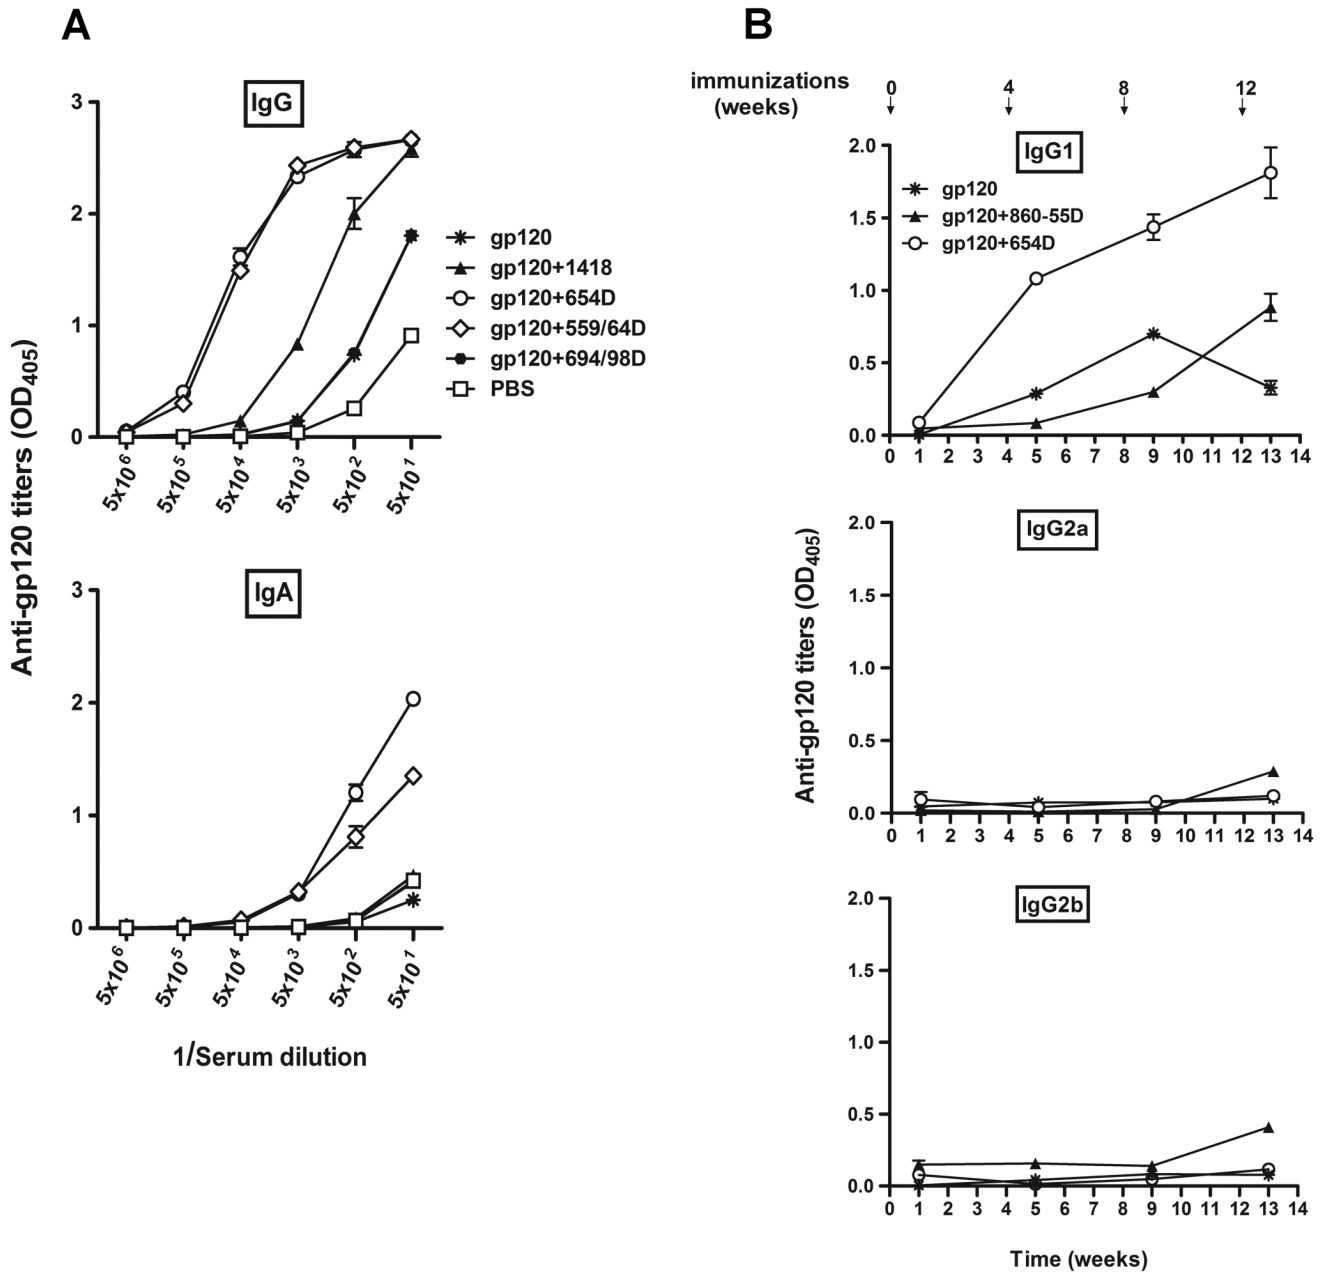 A
IgG
3
2
1
0
5x10^6
5x10^5
5x10^4
5x10^3
5x10^2
5x10^1
gp120
gp120+1418
gp120+654D
gp120+559/64D
gp120+694/98D
PBS
Anti-gp120 titers (OD405)
IgA
3
2
1
0
5x10^6
5x10^5
5x10^4
5x10^3
5x10^2
5x10^1
1/Serum dilution
B
immunizations
(weeks)
0 4 8 12
IgG1
gp120
gp120+860-55D
gp120+654D
2.0
1.5
1.0
0.5
0.0
0 1 2 3 4 5 6 7 8 9 10 11 12 13 14
Anti-gp120 titers (OD405)
IgG2a
2.0
1.5
1.0
0.5
0.0
0 1 2 3 4 5 6 7 8 9 10 11 12 13 14
IgG2b
2.0
1.5
1.0
0.5
0.0
0 1 2 3 4 5 6 7 8 9 10 11 12 13 14
Time (weeks)